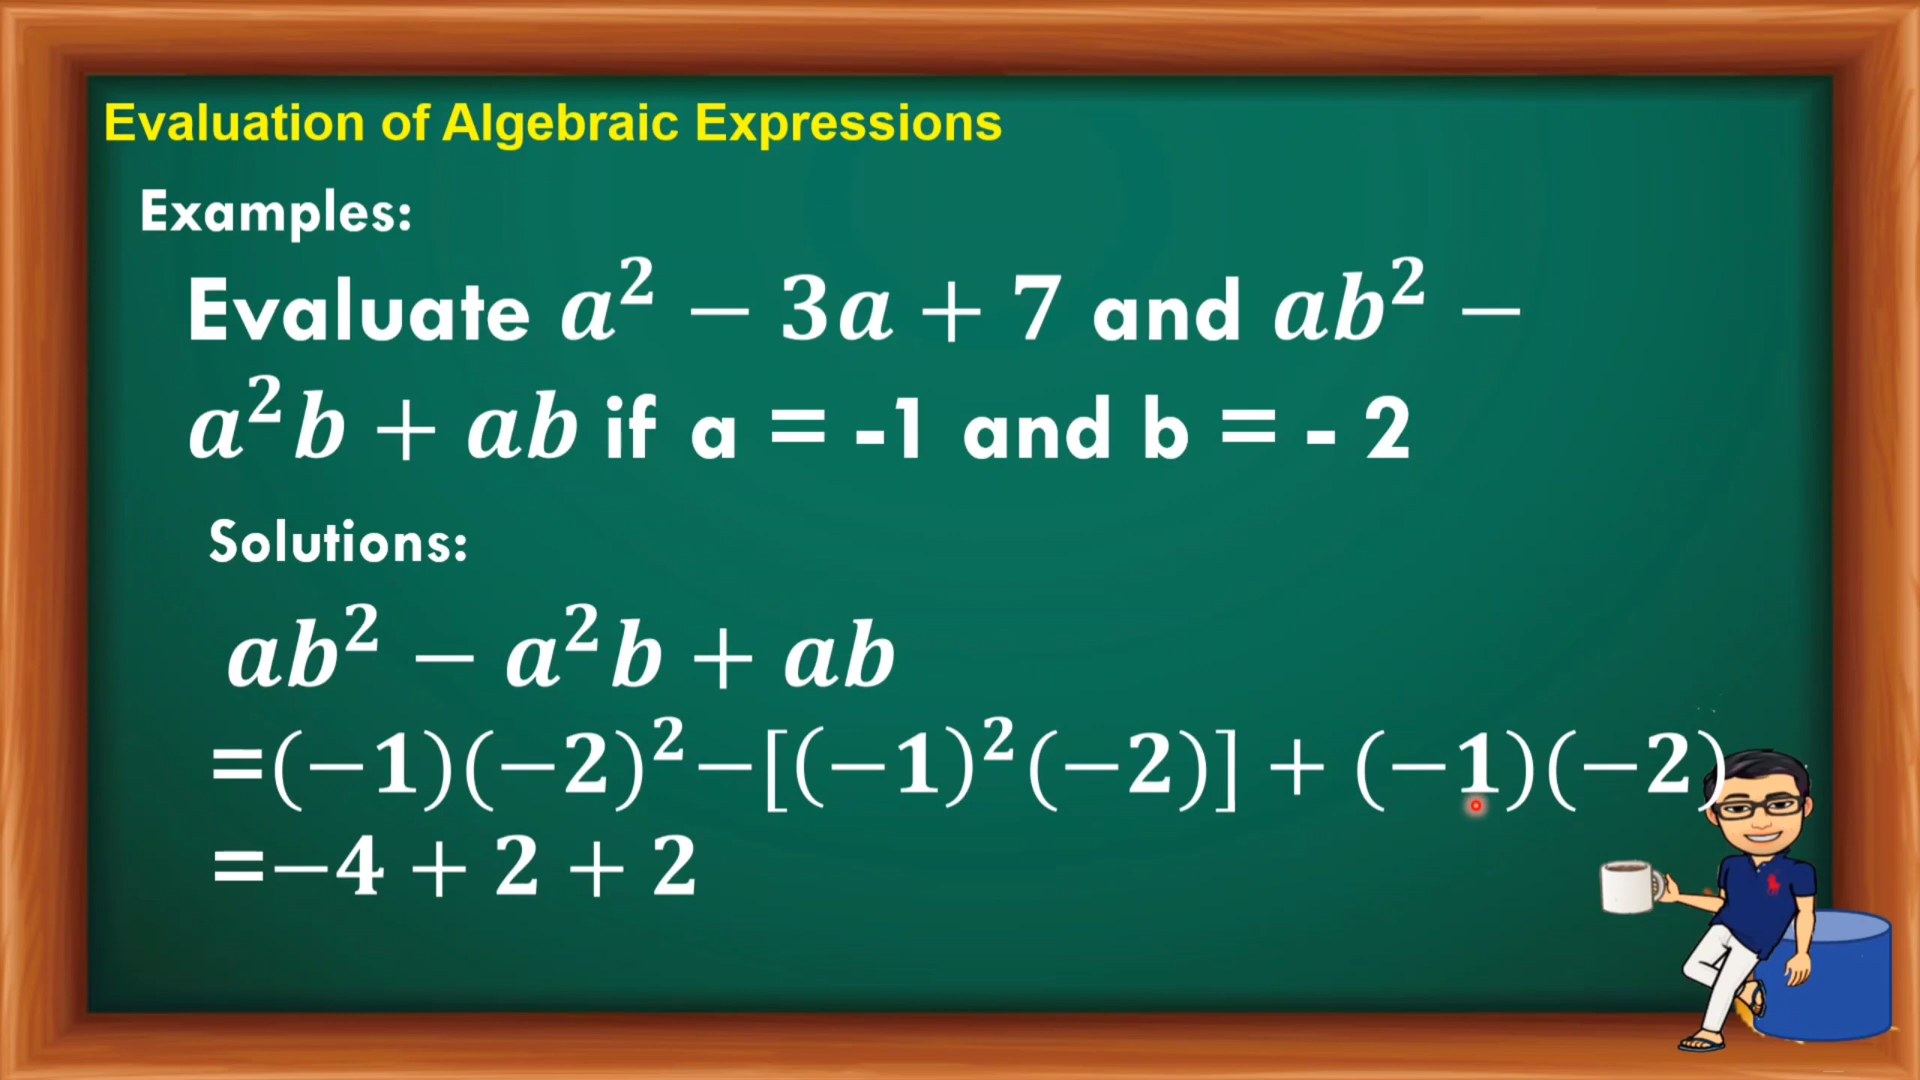 Evaluation of Algebraic Expressions
Examples:
Evaluate a² − 3a + 7 and ab² −
a²b + ab if a = -1 and b = - 2
Solutions:
ab² − a²b + ab
=(−1)(−2)²−[(−1)²(−2)] + (−1)(−2)
=−4 + 2 + 2